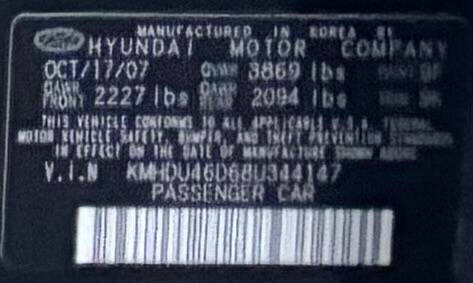 MANUFACTURED IN KOREA BY
HYUNDAI MOTOR COMPANY
OCT/17/07 GVWR 3869 lbs
GAWR FRONT 2227 lbs GAWR REAR 2094 lbs
THIS VEHICLE CONFORMS TO ALL APPLICABLE U.S.A. FEDERAL
MOTOR VEHICLE SAFETY, BUMPER, AND THEFT PREVENTION STANDARDS
IN EFFECT ON THE DATE OF MANUFACTURE SHOWN ABOVE
V.I.N KMHDU46D68U344147
PASSENGER CAR